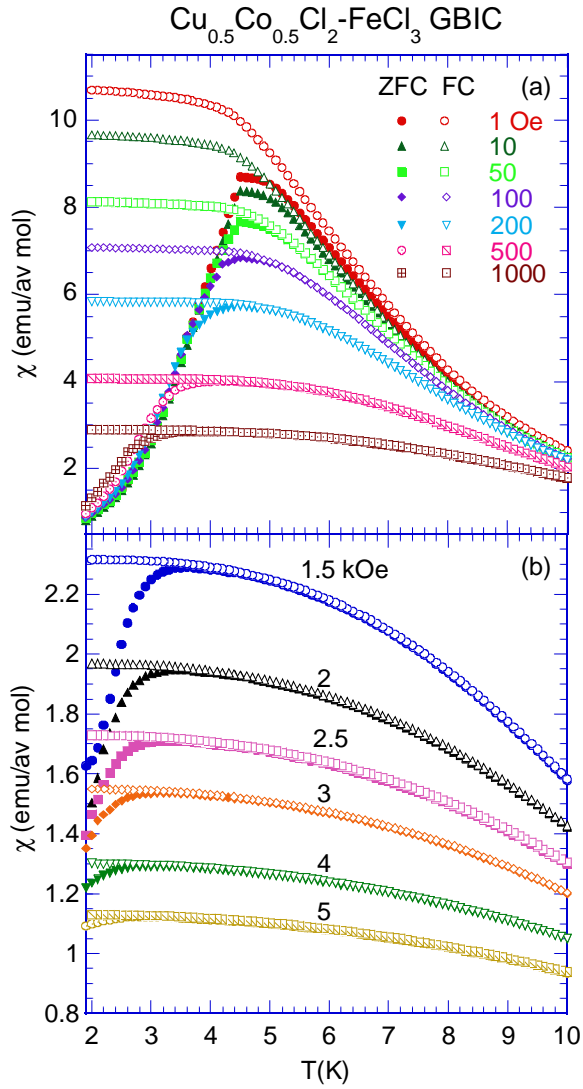 Cu0.5Co0.5Cl2-FeCl3 GBIC
(a)
ZFC FC
1 Oe
10
50
100
200
500
1000
10
8
6
4
2
χ (emu/av mol)
(b)
1.5 kOe
2
2.5
3
4
5
2.2
2
1.8
1.6
1.4
1.2
1
0.8
χ (emu/av mol)
2 3 4 5 6 7 8 9 10
T(K)